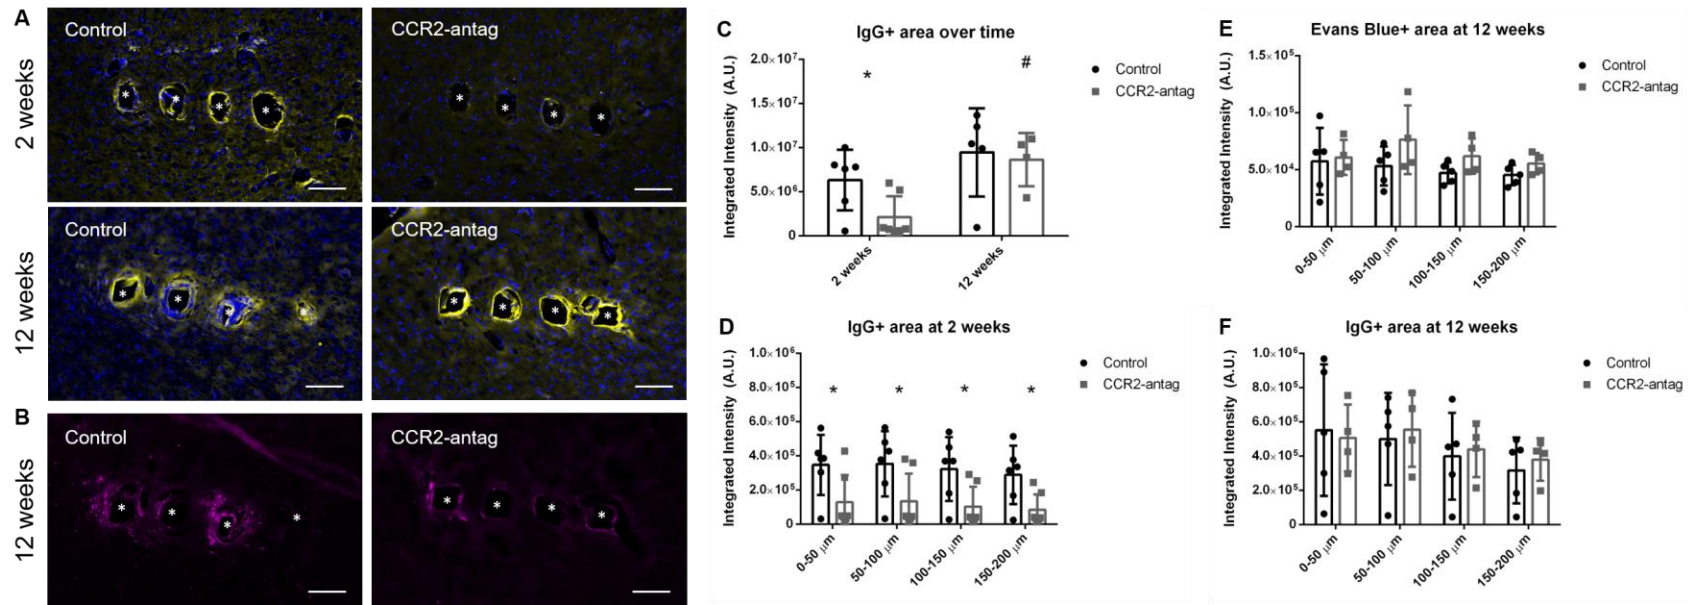 A
2 weeks
Control
CCR2-antag
* * * *
* * * *
12 weeks
Control
CCR2-antag
* * *
* * * *
B
12 weeks
Control
CCR2-antag
* * * *
* * * *
C
IgG+ area over time
Integrated Intensity (A.U.)
2.0×10⁷
1.5×10⁷
1.0×10⁷
5.0×10⁶
0
*
#
2 weeks
12 weeks
Control
CCR2-antag
D
IgG+ area at 2 weeks
Integrated Intensity (A.U.)
1.0×10⁶
8.0×10⁵
6.0×10⁵
4.0×10⁵
2.0×10⁵
0
* * * *
0-50 µm
50-100 µm
100-150 µm
150-200 µm
Control
CCR2-antag
E
Evans Blue+ area at 12 weeks
Integrated Intensity (A.U.)
1.5×10⁵
1.0×10⁵
5.0×10⁴
0
0-50 µm
50-100 µm
100-150 µm
150-200 µm
Control
CCR2-antag
F
IgG+ area at 12 weeks
Integrated Intensity (A.U.)
1.0×10⁶
8.0×10⁵
6.0×10⁵
4.0×10⁵
2.0×10⁵
0
0-50 µm
50-100 µm
100-150 µm
150-200 µm
Control
CCR2-antag